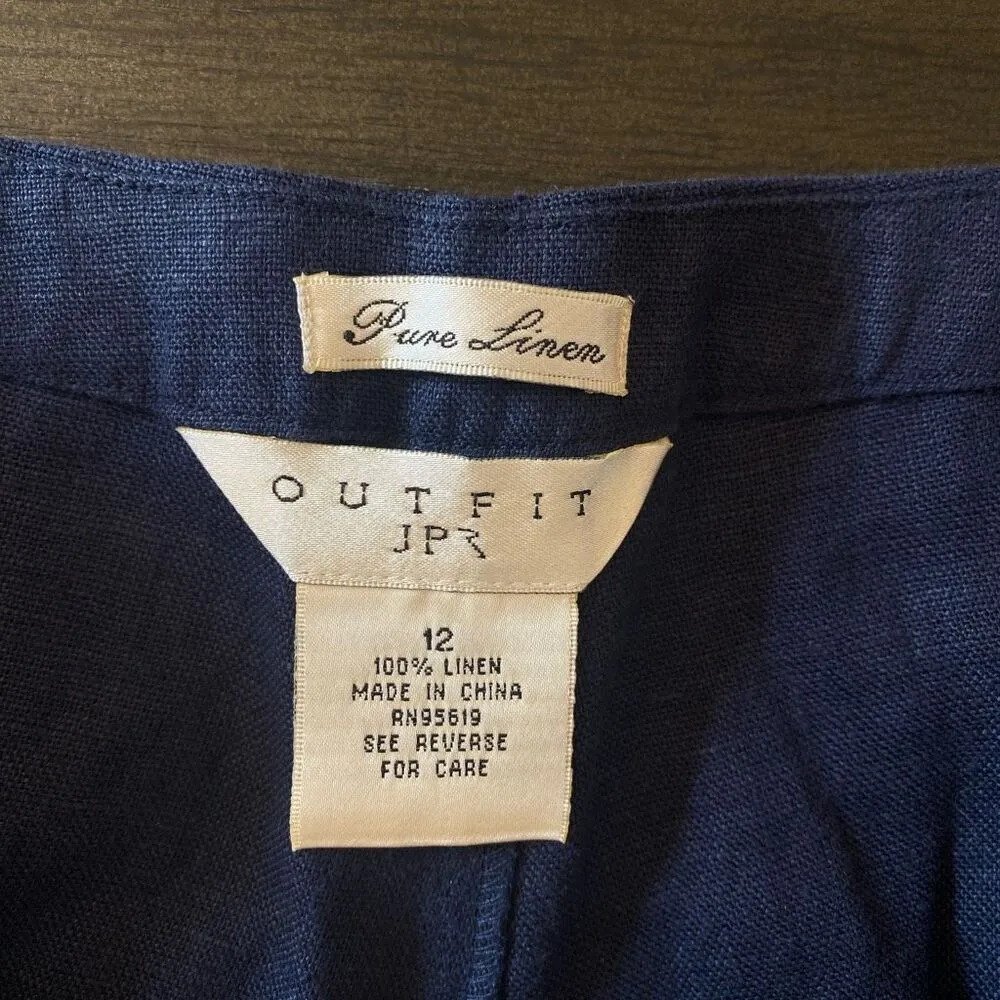 Pure Linen
OUTFIT
JPR
12
100% LINEN
MADE IN CHINA
RN95619
SEE REVERSE
FOR CARE